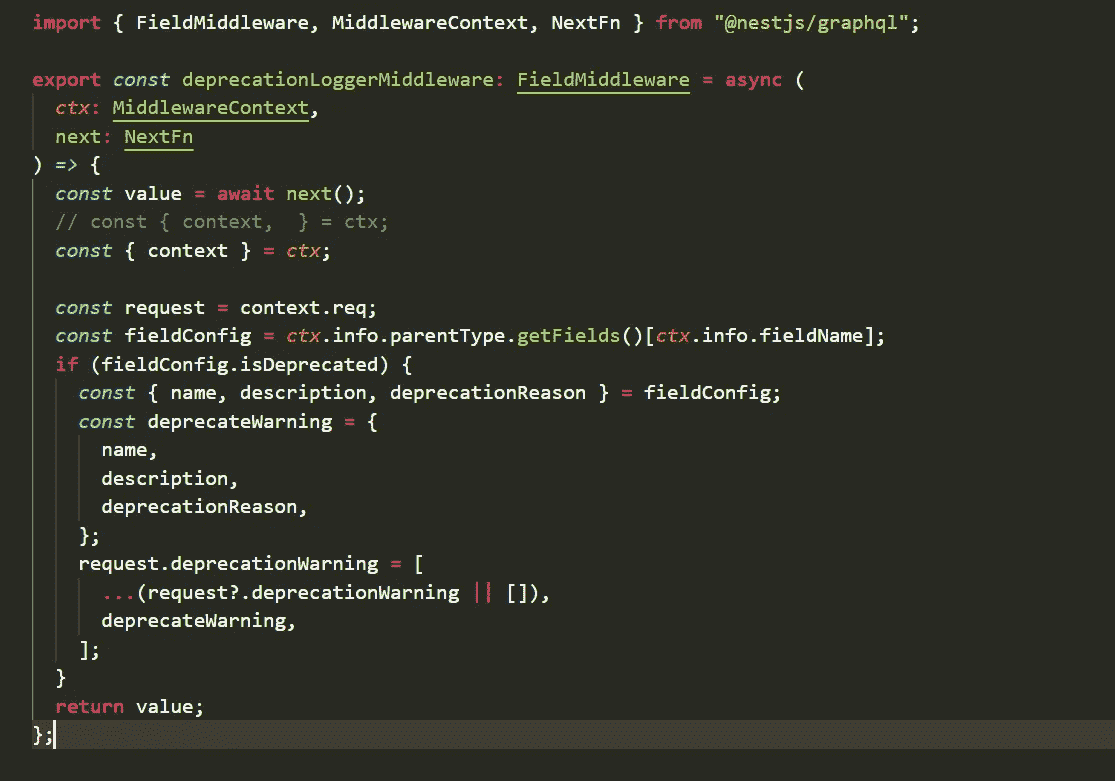 import { FieldMiddleware, MiddlewareContext, NextFn } from "@nestjs/graphql";

export const deprecationLoggerMiddleware: FieldMiddleware = async (
  ctx: MiddlewareContext,
  next: NextFn
) => {
  const value = await next();
  // const { context,  } = ctx;
  const { context } = ctx;

  const request = context.req;
  const fieldConfig = ctx.info.parentType.getFields()[ctx.info.fieldName];
  if (fieldConfig.isDeprecated) {
    const { name, description, deprecationReason } = fieldConfig;
    const deprecateWarning = {
      name,
      description,
      deprecationReason,
    };
    request.deprecationWarning = [
      ...(request?.deprecationWarning || []),
      deprecateWarning,
    ];
  }
  return value;
};